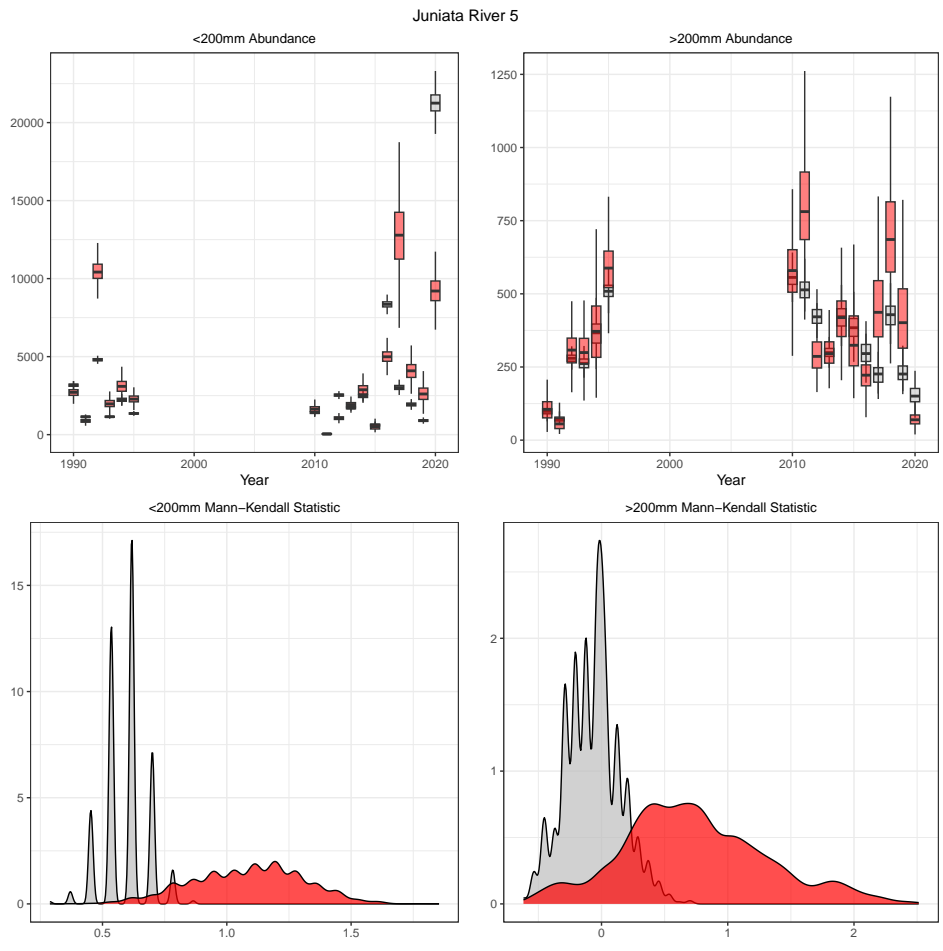 Juniata River 5
<200mm Abundance
>200mm Abundance
20000
15000
10000
5000
0
1990 2000 2010 2020
Year
1250
1000
750
500
250
0
1990 2000 2010 2020
Year
<200mm Mann−Kendall Statistic
>200mm Mann−Kendall Statistic
15
10
5
0
0.5 1.0 1.5
2
1
0
0 1 2